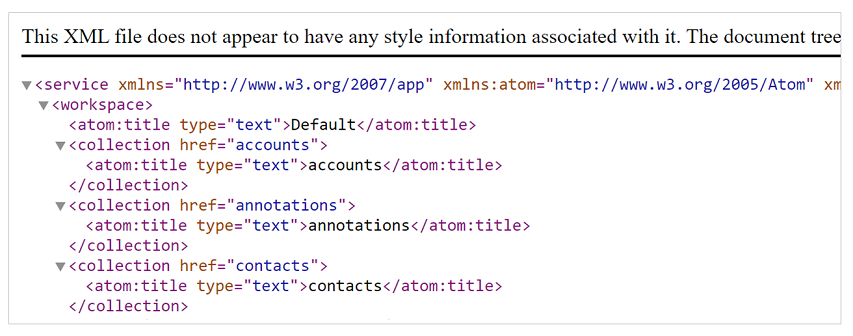 This XML file does not appear to have any style information associated with it. The document tree
▼<service xmlns="http://www.w3.org/2007/app" xmlns:atom="http://www.w3.org/2005/Atom" xm
▼<workspace>
<atom:title type="text">Default</atom:title>
▼<collection href="accounts">
<atom:title type="text">accounts</atom:title>
</collection>
▼<collection href="annotations">
<atom:title type="text">annotations</atom:title>
</collection>
▼<collection href="contacts">
<atom:title type="text">contacts</atom:title>
</collection>